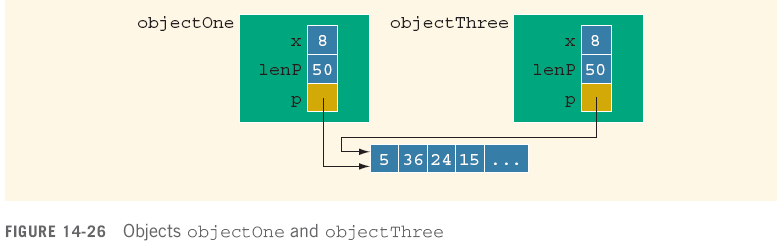 objectOne objectThree
x 8 x 8
lenP 50 lenP 50
p p
5 36 24 15 ...
FIGURE 14-26 Objects objectOne and objectThree